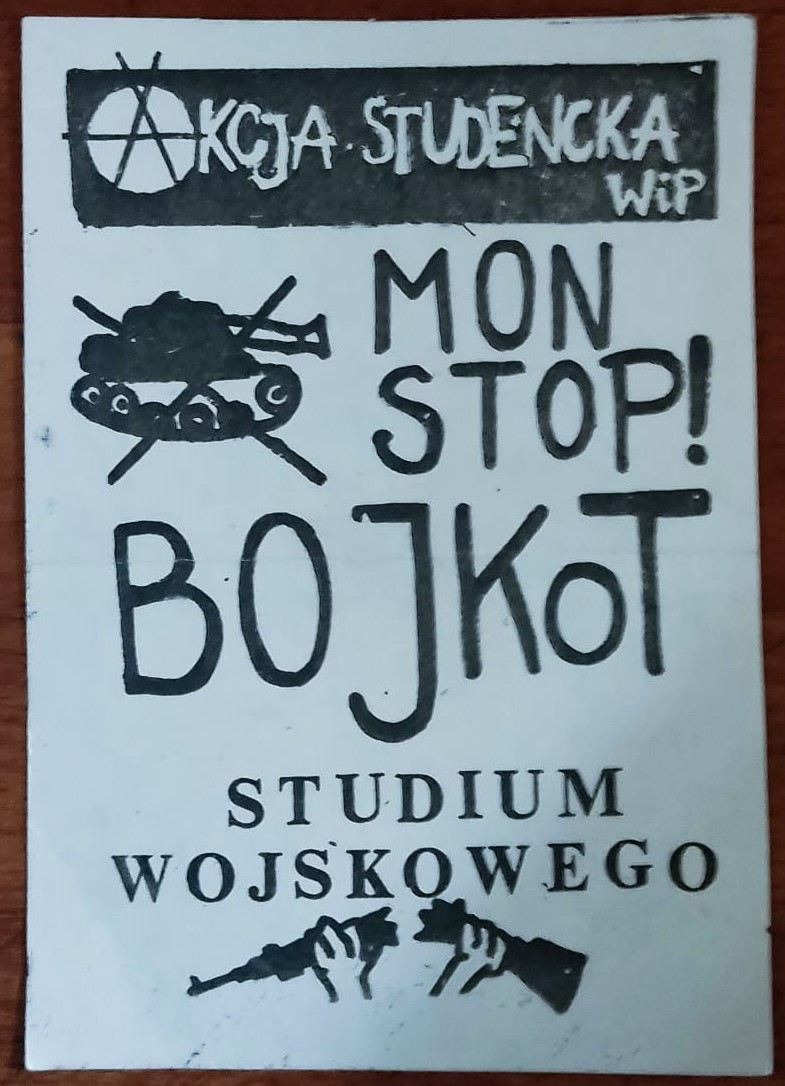 AKCJA STUDENCKA
WiP
MON
STOP!
BOJKOT
STUDIUM
WOJSKOWEGO